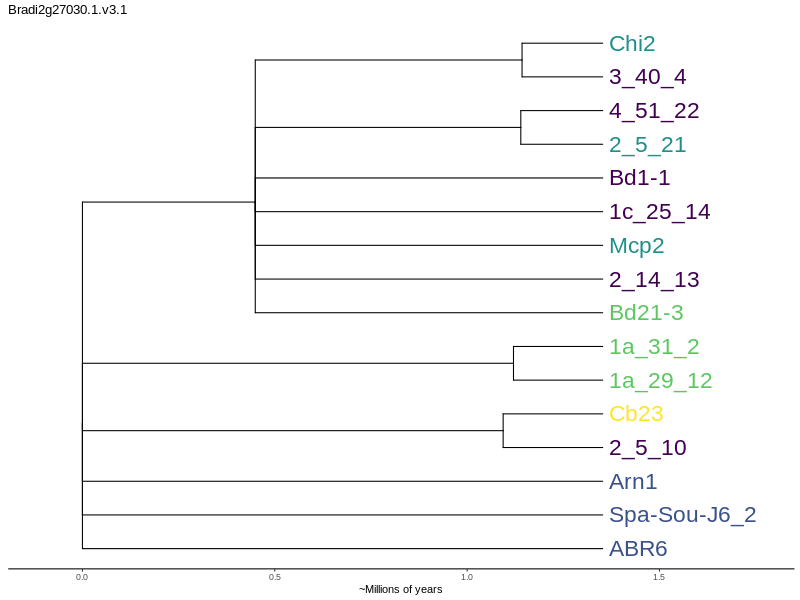 Bradi2g27030.1.v3.1
Chi2
3_40_4
4_51_22
2_5_21
Bd1-1
1c_25_14
Mcp2
2_14_13
Bd21-3
1a_31_2
1a_29_12
Cb23
2_5_10
Arn1
Spa-Sou-J6_2
ABR6
0.0 0.5 1.0 1.5
~Millions of years